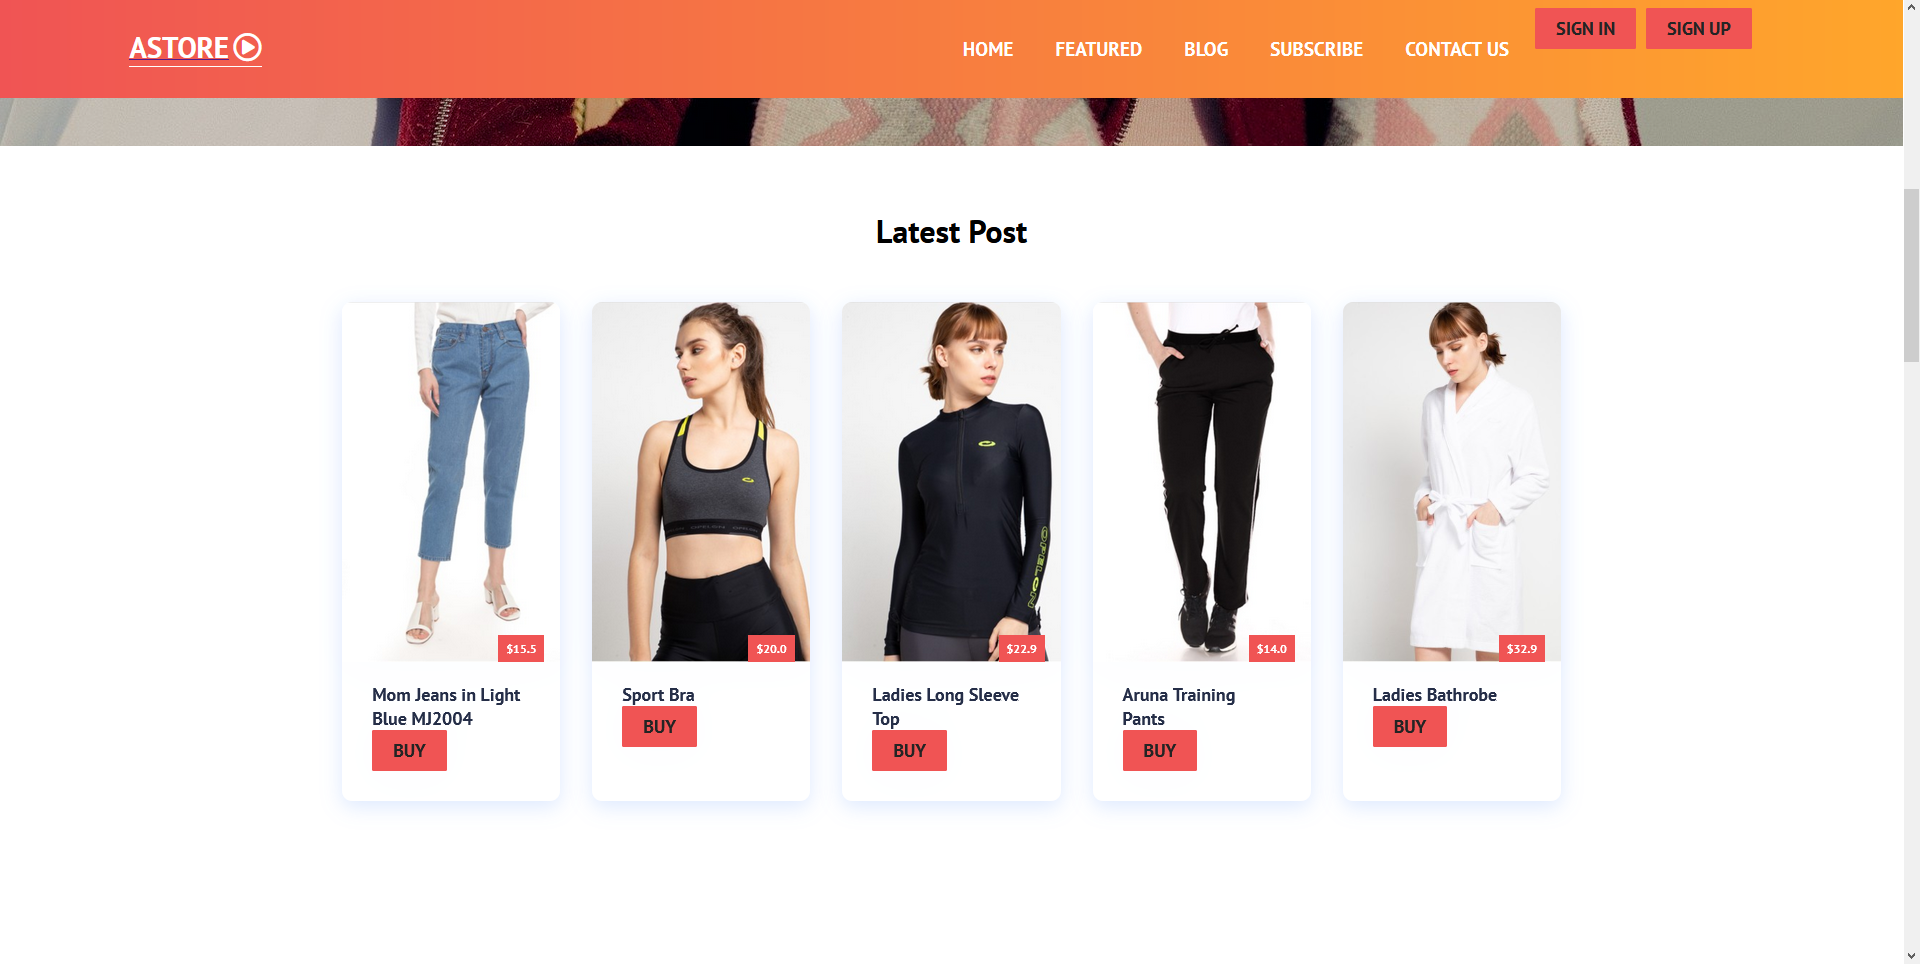 ASTORE
HOME FEATURED BLOG SUBSCRIBE CONTACT US SIGN IN SIGN UP
Latest Post
$15.5
$20.0
OPELON
$22.9
$14.0
$32.9
Mom Jeans in Light
Blue MJ2004
BUY
Sport Bra
BUY
Ladies Long Sleeve
Top
BUY
Aruna Training
Pants
BUY
Ladies Bathrobe
BUY